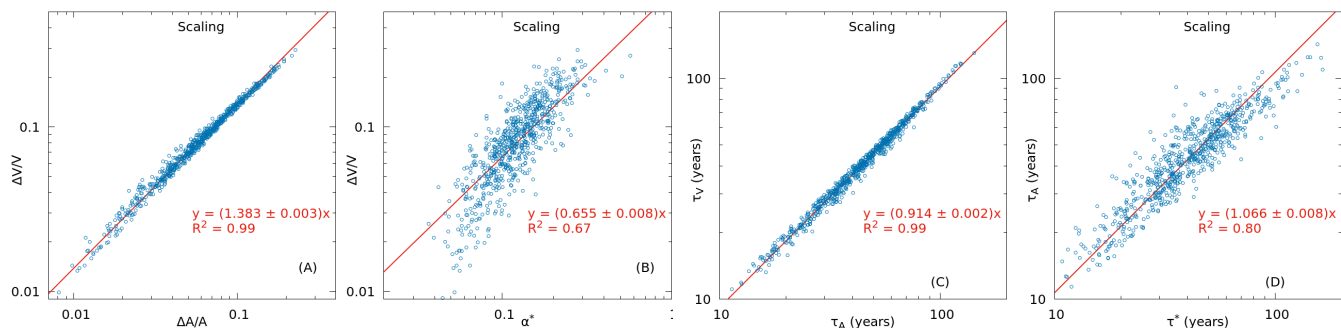 Scaling
ΔV/V
0.1
0.01
y = (1.383 ± 0.003)x
R² = 0.99
(A)
0.01
0.1
ΔA/A
Scaling
ΔV/V
0.1
0.01
y = (0.655 ± 0.008)x
R² = 0.67
(B)
0.1
α*
Scaling
τV (years)
100
10
y = (0.914 ± 0.002)x
R² = 0.99
(C)
10
100
τA (years)
Scaling
τA (years)
100
10
y = (1.066 ± 0.008)x
R² = 0.80
(D)
10
100
τ* (years)